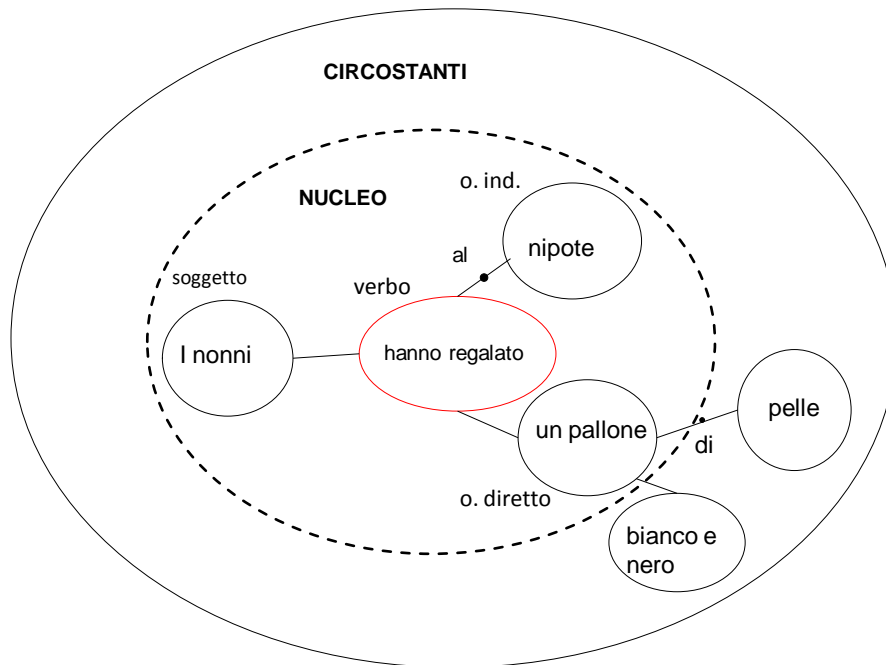 CIRCOSTANTI
NUCLEO
o. ind.
al
nipote
soggetto
verbo
I nonni
hanno regalato
un pallone
pelle
di
o. diretto
bianco e
nero